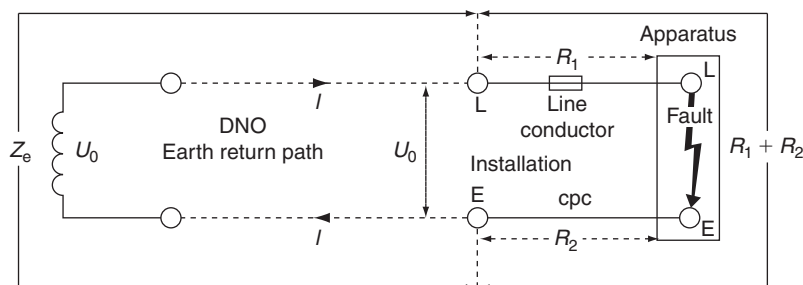 Apparatus
R₁
L
L
I
Line
conductor
Fault
DNO
Earth return path
Zₑ
U₀
U₀
R₁ + R₂
Installation
E
cpc
E
I
R₂